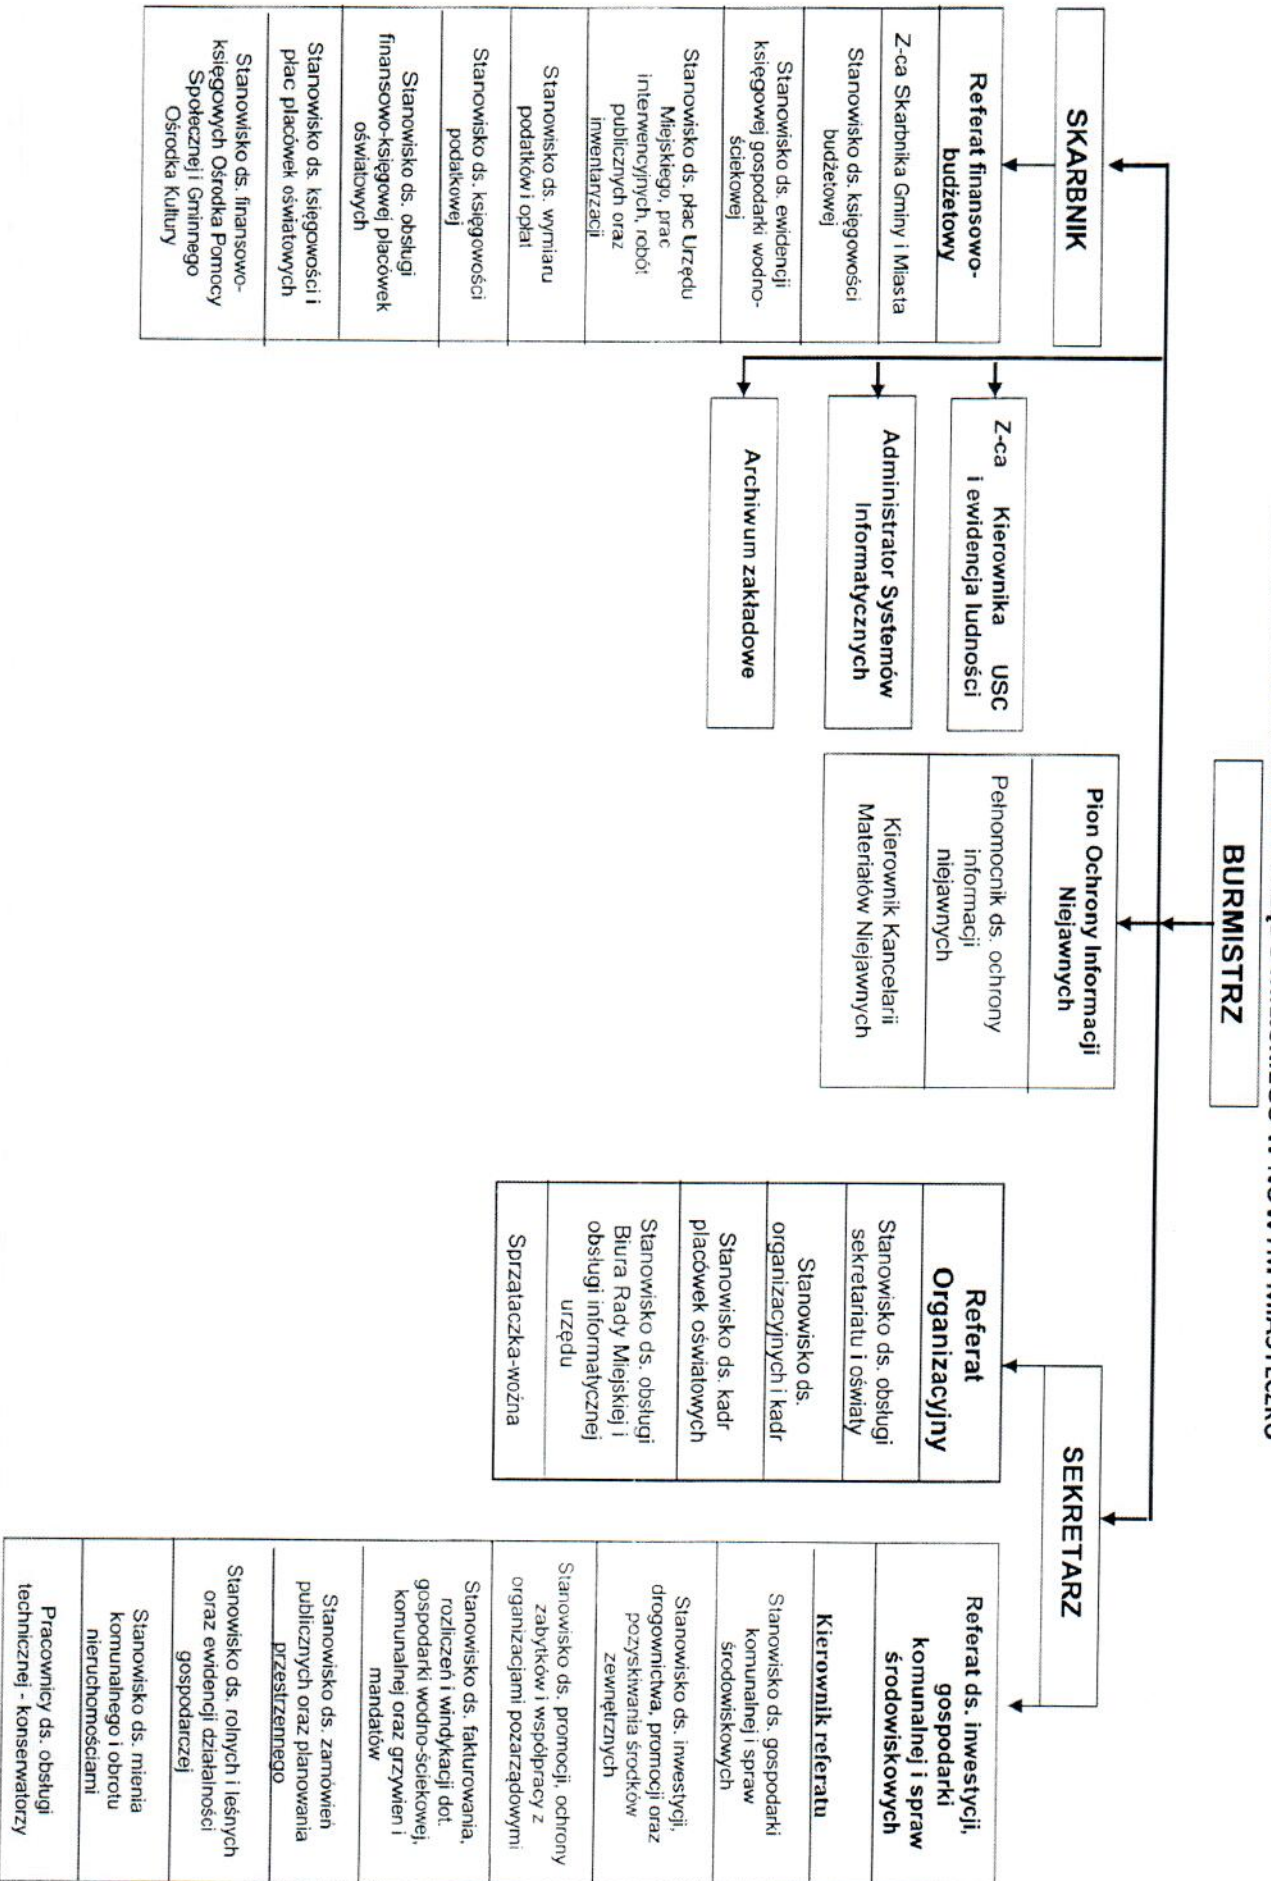 W NOWYM MIASTECZKU
BURMISTRZ
SKARBNIK
Referat finansowo-
budżetowy
Z-ca Skarbnika Gminy i Miasta
Stanowisko ds. księgowości
budżetowej
Stanowisko ds. ewidencji
księgowej gospodarki wodno-
ściekowej
Stanowisko ds. płac Urzędu
Miejskiego, prac
interwencyjnych, robót
publicznych oraz
inwentaryzacji
Stanowisko ds. wymiaru
podatków i opłat
Stanowisko ds. księgowości
podatkowej
Stanowisko ds. obsługi
finansowo-księgowej placówek
oświatowych
Stanowisko ds. księgowości i
płac placówek oświatowych
Stanowisko ds. finansowo-
księgowych Ośrodka Pomocy
Społecznej i Gminnego
Ośrodka Kultury
Z-ca Kierownika USC
i ewidencja ludności
Administrator Systemów
Informatycznych
Archiwum zakładowe
Pion Ochrony Informacji
Niejawnych
Pełnomocnik ds. ochrony
informacji
niejawnych
Kierownik Kancelarii
Materiałów Niejawnych
SEKRETARZ
Referat
Organizacyjny
Stanowisko ds. obsługi
sekretariatu i oświaty
Stanowisko ds.
organizacyjnych i kadr
Stanowisko ds. kadr
placówek oświatowych
Stanowisko ds. obsługi
Biura Rady Miejskiej i
obsługi informatycznej
urzędu
Sprzątaczka-woźna
Referat ds. inwestycji,
gospodarki
komunalnej i spraw
środowiskowych
Kierownik referatu
Stanowisko ds. gospodarki
komunalnej i spraw
środowiskowych
Stanowisko ds. inwestycji,
drogownictwa, promocji oraz
pozyskiwania środków
zewnętrznych
Stanowisko ds. promocji, ochrony
zabytków i współpracy z
organizacjami pozarządowymi
Stanowisko ds. fakturowania,
rozliczeń i windykacji dot.
gospodarki wodno-ściekowej,
komunalnej oraz grzywien i
mandatów
Stanowisko ds. zamówień
publicznych oraz planowania
przestrzennego
Stanowisko ds. rolnych i leśnych
oraz ewidencji działalności
gospodarczej
Stanowisko ds. mienia
komunalnego i obrotu
nieruchomościami
Pracownicy ds. obsługi
technicznej - konserwatorzy